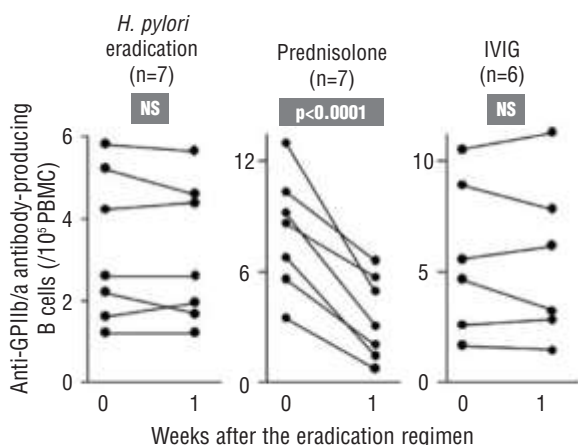 H. pylori
eradication
(n=7)
NS
Prednisolone
(n=7)
p<0.0001
IVIG
(n=6)
NS
Anti-GPIIb/a antibody-producing
B cells (/10⁵ PBMC)
6
4
2
0
0 1
12
6
0
0 1
10
5
0
0 1
Weeks after the eradication regimen